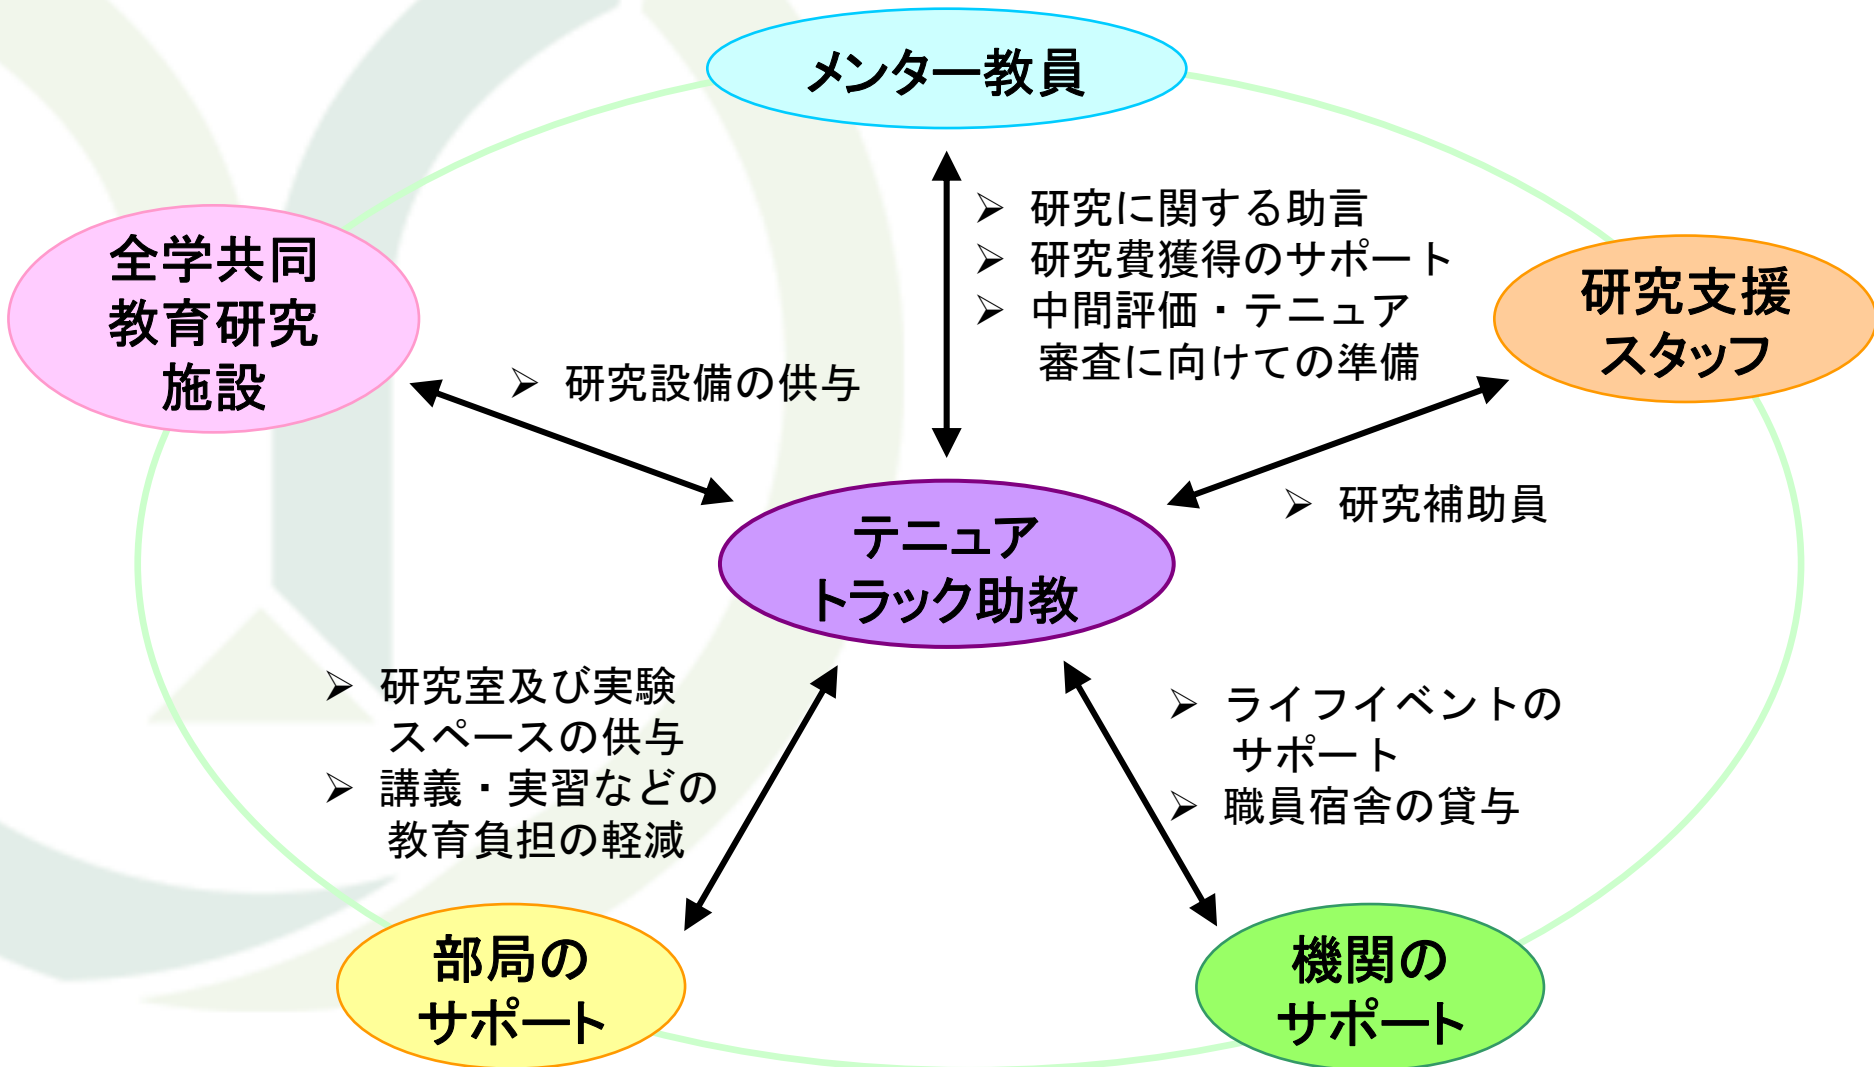 メンター教員
➢ 研究に関する助言
➢ 研究費獲得のサポート
➢ 中間評価・テニュア
審査に向けての準備
全学共同
教育研究
施設
研究支援
スタッフ
➢ 研究設備の供与
➢ 研究補助員
テニュア
トラック助教
➢ 研究室及び実験
スペースの供与
➢ 講義・実習などの
教育負担の軽減
➢ ライフイベントの
サポート
➢ 職員宿舎の貸与
部局の
サポート
機関の
サポート